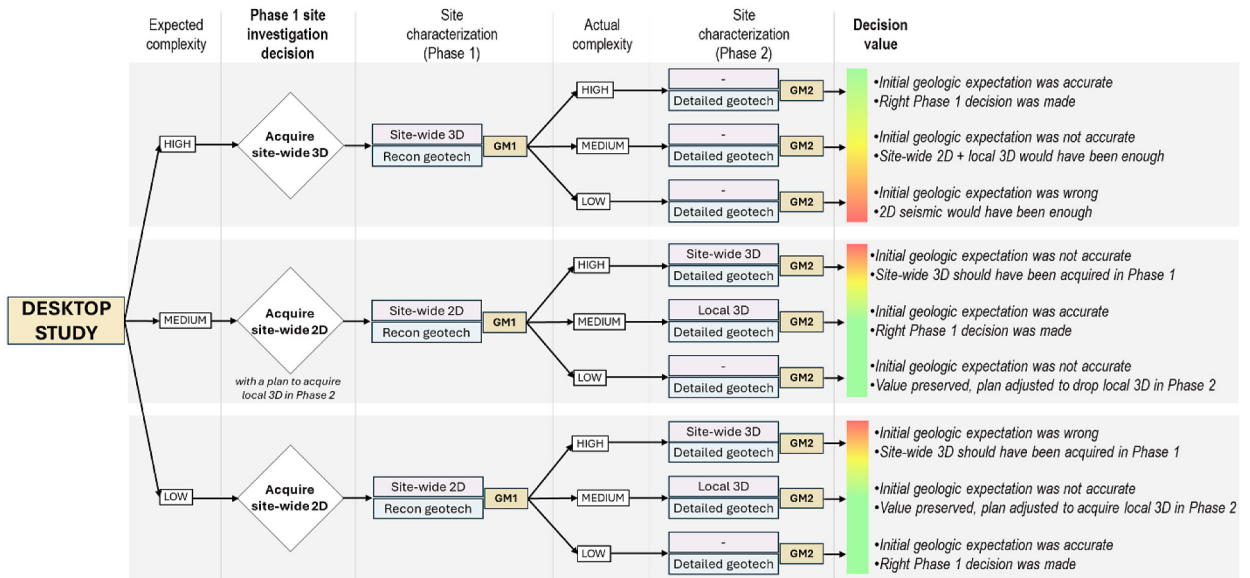 Expected
complexity
Phase 1 site
investigation
decision
Site
characterization
(Phase 1)
Actual
complexity
Site
characterization
(Phase 2)
Decision
value
DESKTOP
STUDY
HIGH
Acquire
site-wide 3D
Site-wide 3D
Recon geotech
GM1
HIGH
-
Detailed geotech
GM2
•Initial geologic expectation was accurate
•Right Phase 1 decision was made
MEDIUM
-
Detailed geotech
GM2
•Initial geologic expectation was not accurate
•Site-wide 2D + local 3D would have been enough
LOW
-
Detailed geotech
GM2
•Initial geologic expectation was wrong
•2D seismic would have been enough
MEDIUM
Acquire
site-wide 2D
with a plan to acquire
local 3D in Phase 2
Site-wide 2D
Recon geotech
GM1
HIGH
Site-wide 3D
Detailed geotech
GM2
•Initial geologic expectation was not accurate
•Site-wide 3D should have been acquired in Phase 1
MEDIUM
Local 3D
Detailed geotech
GM2
•Initial geologic expectation was accurate
•Right Phase 1 decision was made
LOW
-
Detailed geotech
GM2
•Initial geologic expectation was not accurate
•Value preserved, plan adjusted to drop local 3D in Phase 2
LOW
Acquire
site-wide 2D
Site-wide 2D
Recon geotech
GM1
HIGH
Site-wide 3D
Detailed geotech
GM2
•Initial geologic expectation was wrong
•Site-wide 3D should have been acquired in Phase 1
MEDIUM
Local 3D
Detailed geotech
GM2
•Initial geologic expectation was not accurate
•Value preserved, plan adjusted to acquire local 3D in Phase 2
LOW
-
Detailed geotech
GM2
•Initial geologic expectation was accurate
•Right Phase 1 decision was made